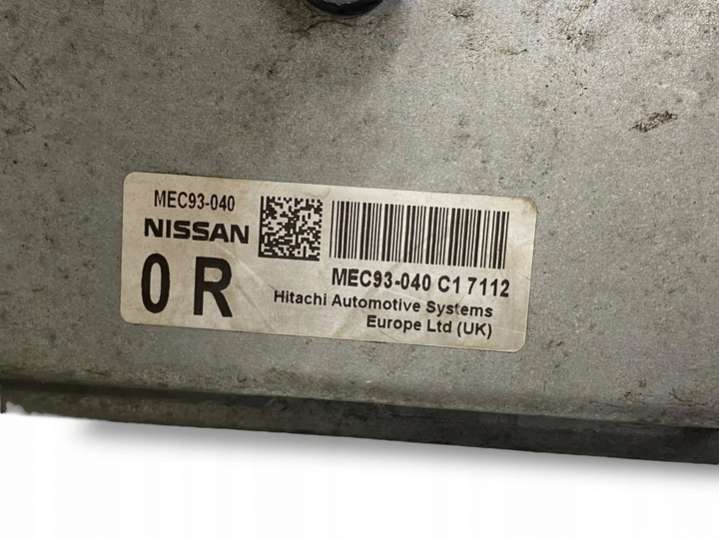 MEC93-040
NISSAN
0 R
MEC93-040 C1 7112
Hitachi Automotive Systems
Europe Ltd (UK)